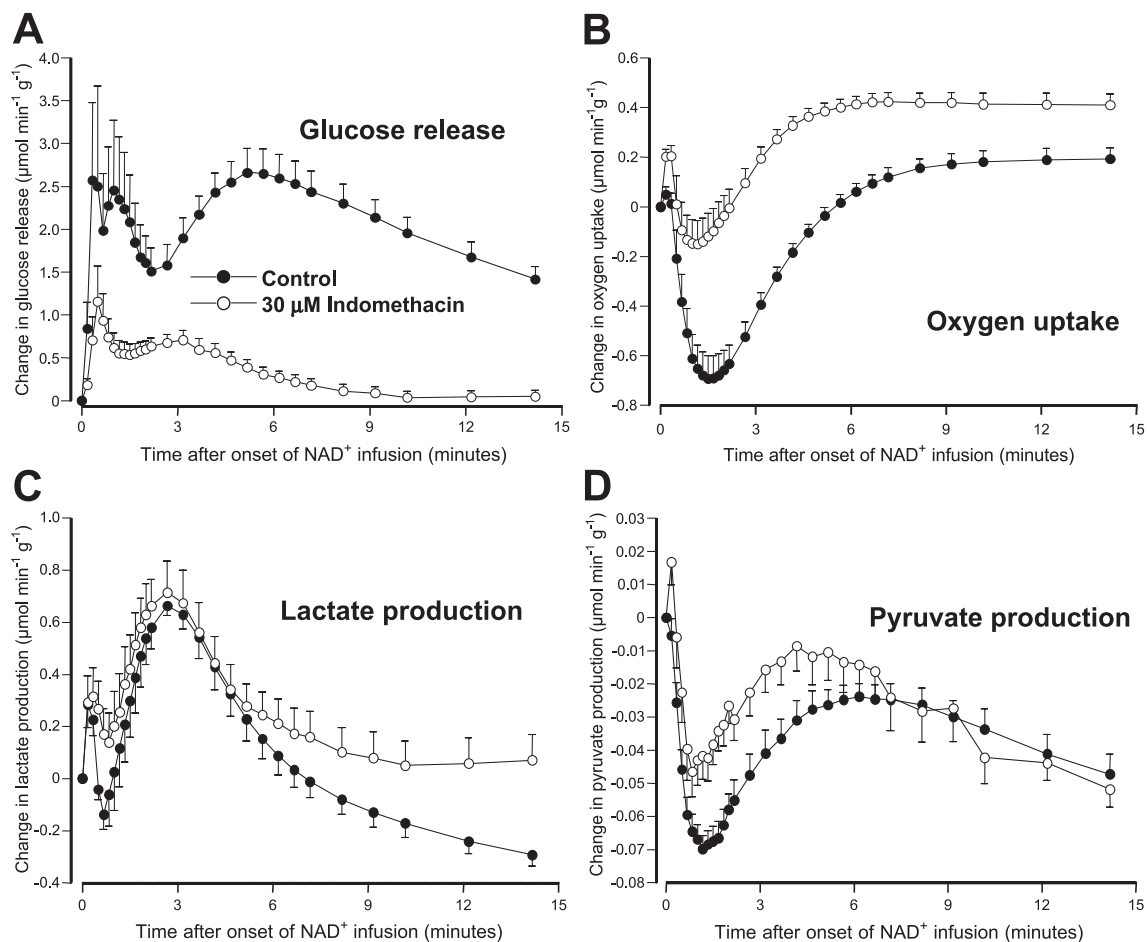 A
Change in glucose release (µmol min⁻¹ g⁻¹)
4.0
3.5
3.0
2.5
2.0
1.5
1.0
0.5
0
Glucose release
Control
30 µM Indomethacin
0 3 6 9 12 15
Time after onset of NAD⁺ infusion (minutes)
B
Change in oxygen uptake (µmol min⁻¹g⁻¹)
0.6
0.4
0.2
0
-0.2
-0.4
-0.6
-0.8
Oxygen uptake
0 3 6 9 12 15
Time after onset of NAD⁺ infusion (minutes)
C
Change in lactate production (µmol min⁻¹ g⁻¹)
1.0
0.8
0.6
0.4
0.2
0
-0.2
-0.4
Lactate production
0 3 6 9 12 15
Time after onset of NAD⁺ infusion (minutes)
D
Change in pyruvate production (µmol min⁻¹ g⁻¹)
0.03
0.02
0.01
0
-0.01
-0.02
-0.03
-0.04
-0.05
-0.06
-0.07
-0.08
Pyruvate production
0 3 6 9 12 15
Time after onset of NAD⁺ infusion (minutes)